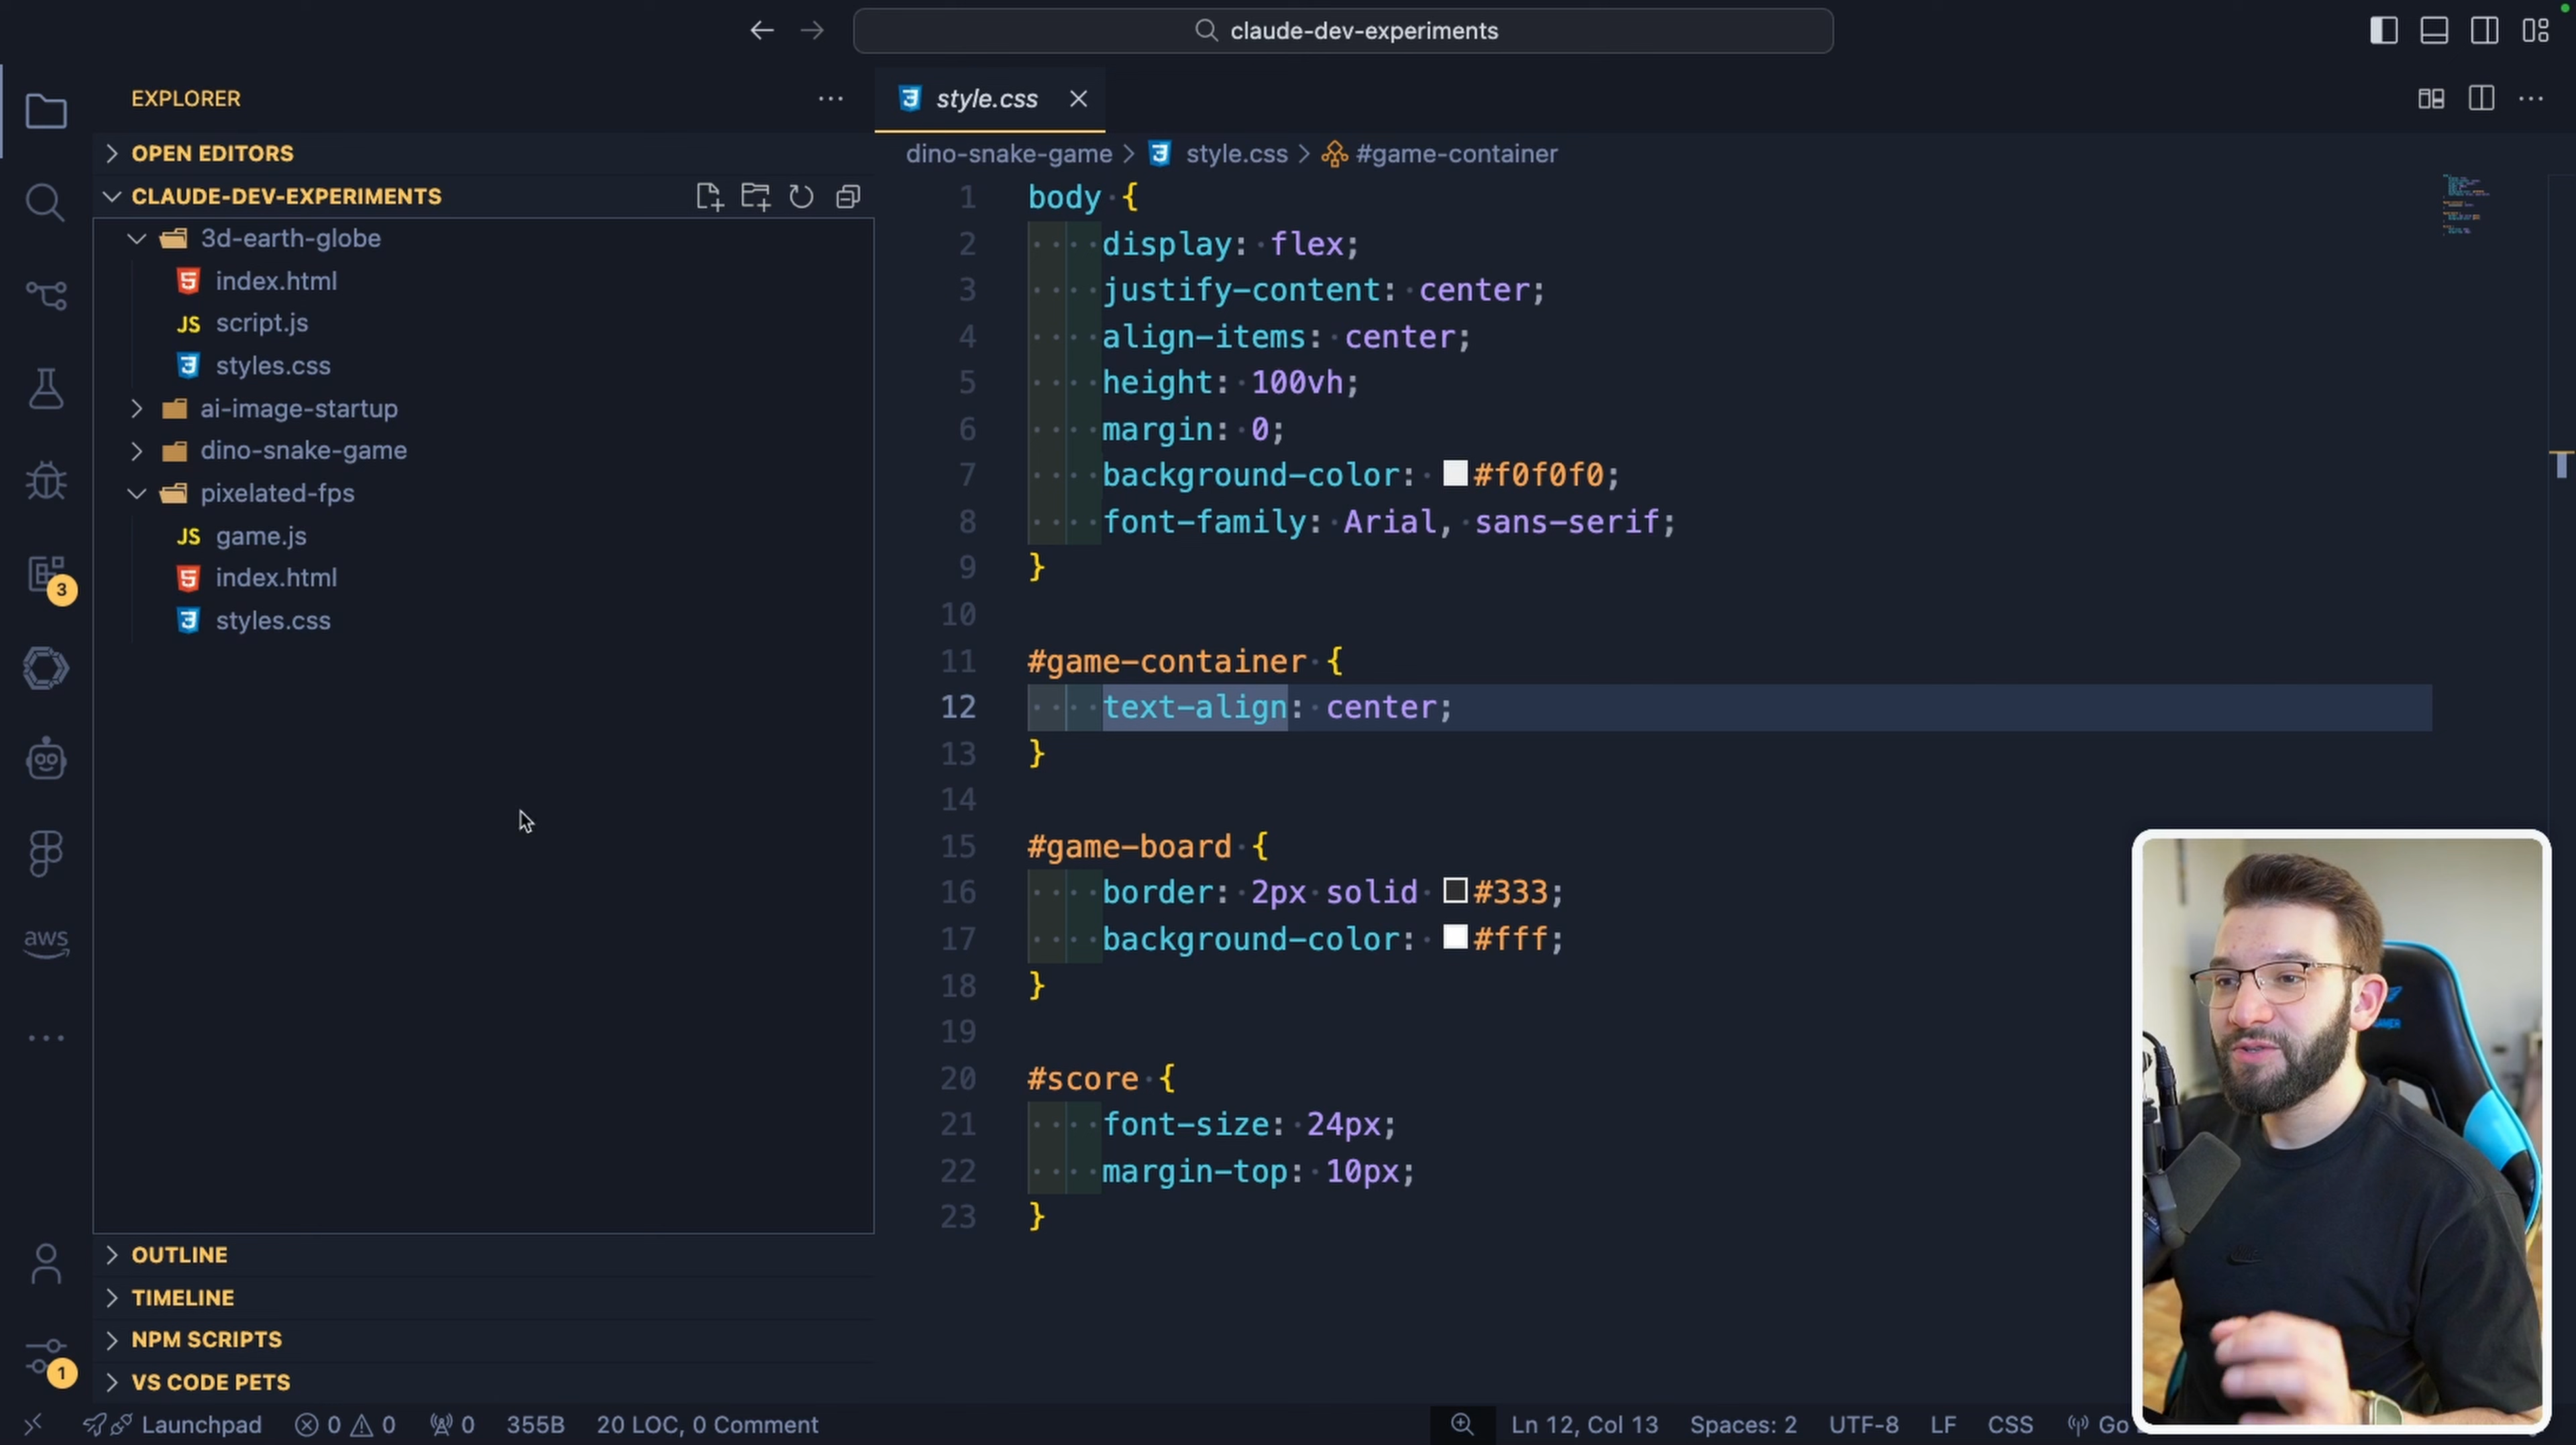 claude-dev-experiments
EXPLORER
style.css
OPEN EDITORS
dino-snake-game > style.css > #game-container
CLAUDE-DEV-EXPERIMENTS
3d-earth-globe
index.html
JS script.js
styles.css
ai-image-startup
dino-snake-game
pixelated-fps
JS game.js
index.html
styles.css
3
aws
1 body {
2 display: flex;
3 justify-content: center;
4 align-items: center;
5 height: 100vh;
6 margin: 0;
7 background-color: #f0f0f0;
8 font-family: Arial, sans-serif;
9 }
10
11 #game-container {
12 text-align: center;
13 }
14
15 #game-board {
16 border: 2px solid #333;
17 background-color: #fff;
18 }
19
20 #score {
21 font-size: 24px;
22 margin-top: 10px;
23 }
OUTLINE
TIMELINE
NPM SCRIPTS
VS CODE PETS
1
Launchpad 0 0 0 355B 20 LOC, 0 Comment Ln 12, Col 13 Spaces: 2 UTF-8 LF CSS Go